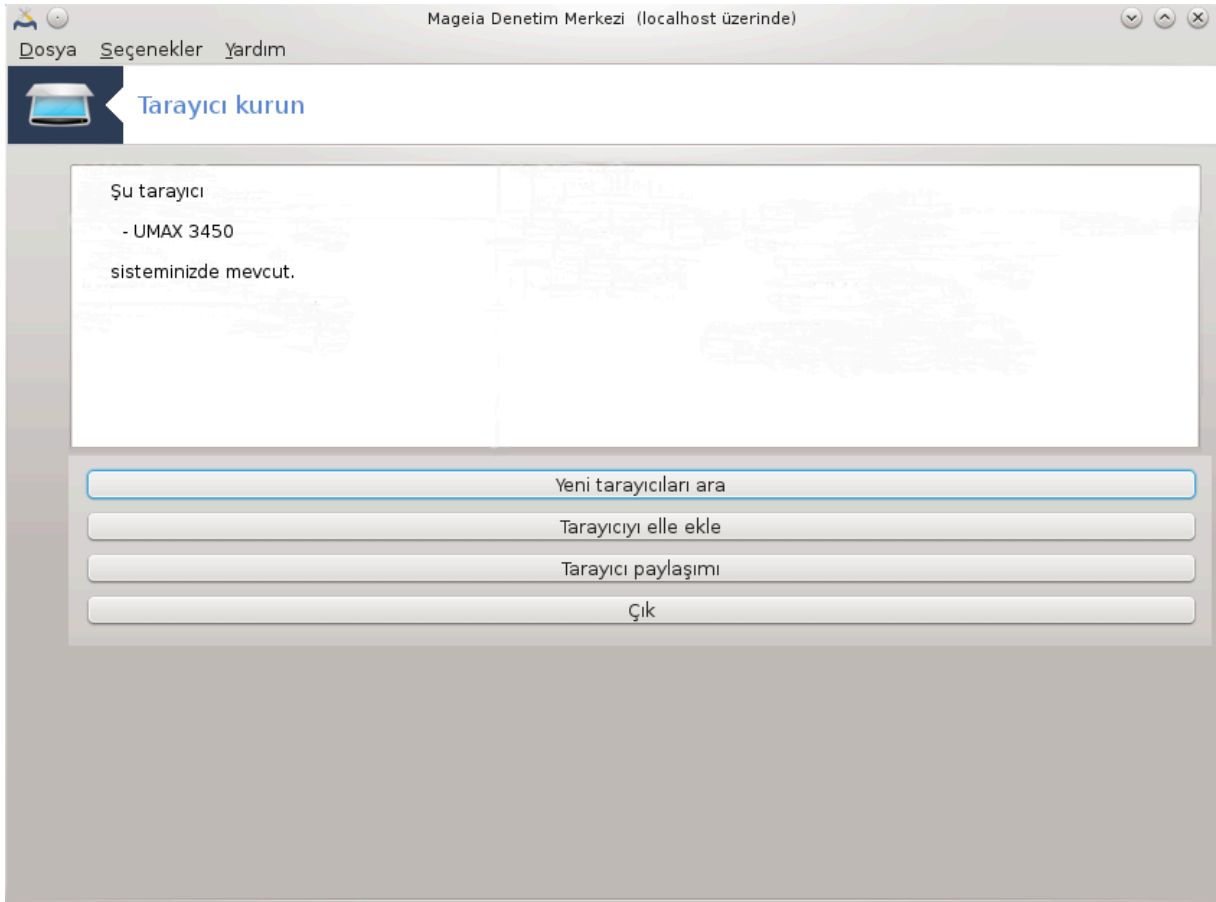 Mageia Denetim Merkezi (localhost üzerinde)
Dosya Seçenekler Yardım
Tarayıcı kurun
Şu tarayıcı
- UMAX 3450
sisteminizde mevcut.
Yeni tarayıcıları ara
Tarayıcıyı elle ekle
Tarayıcı paylaşımı
Çık